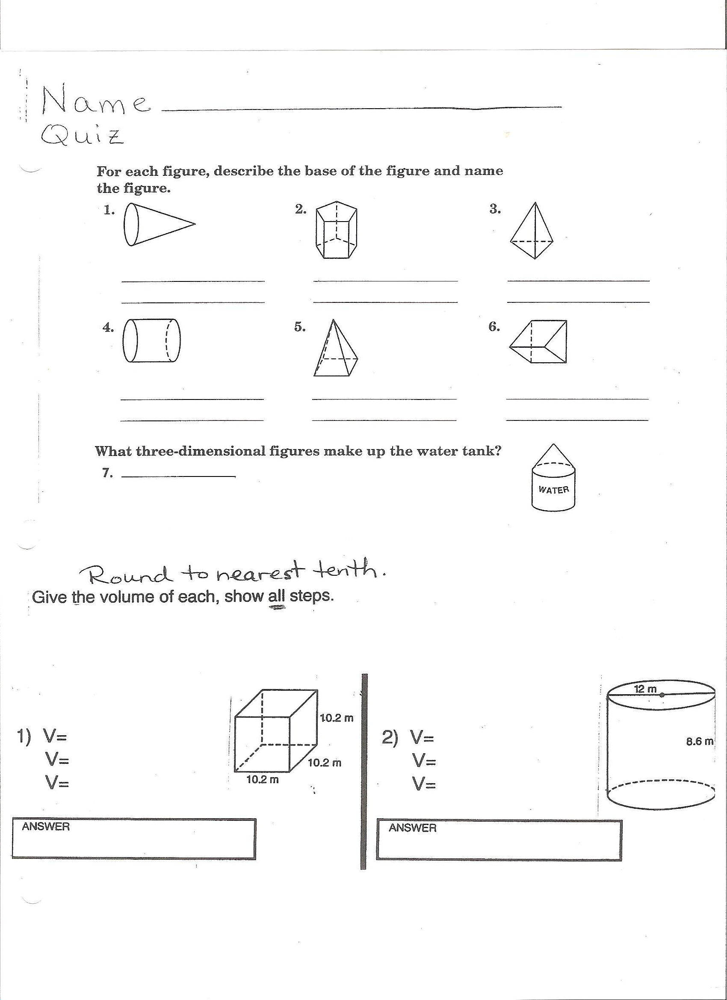 Name
Quiz
For each figure, describe the base of the figure and name
the figure.
1.
2.
3.
4.
5.
6.
What three-dimensional figures make up the water tank?
7.
WATER
Round to nearest tenth.
Give the volume of each, show all steps.
1) V=
V=
V=
10.2 m
10.2 m
10.2 m
ANSWER
2) V=
V=
V=
12 m
8.6 m
ANSWER